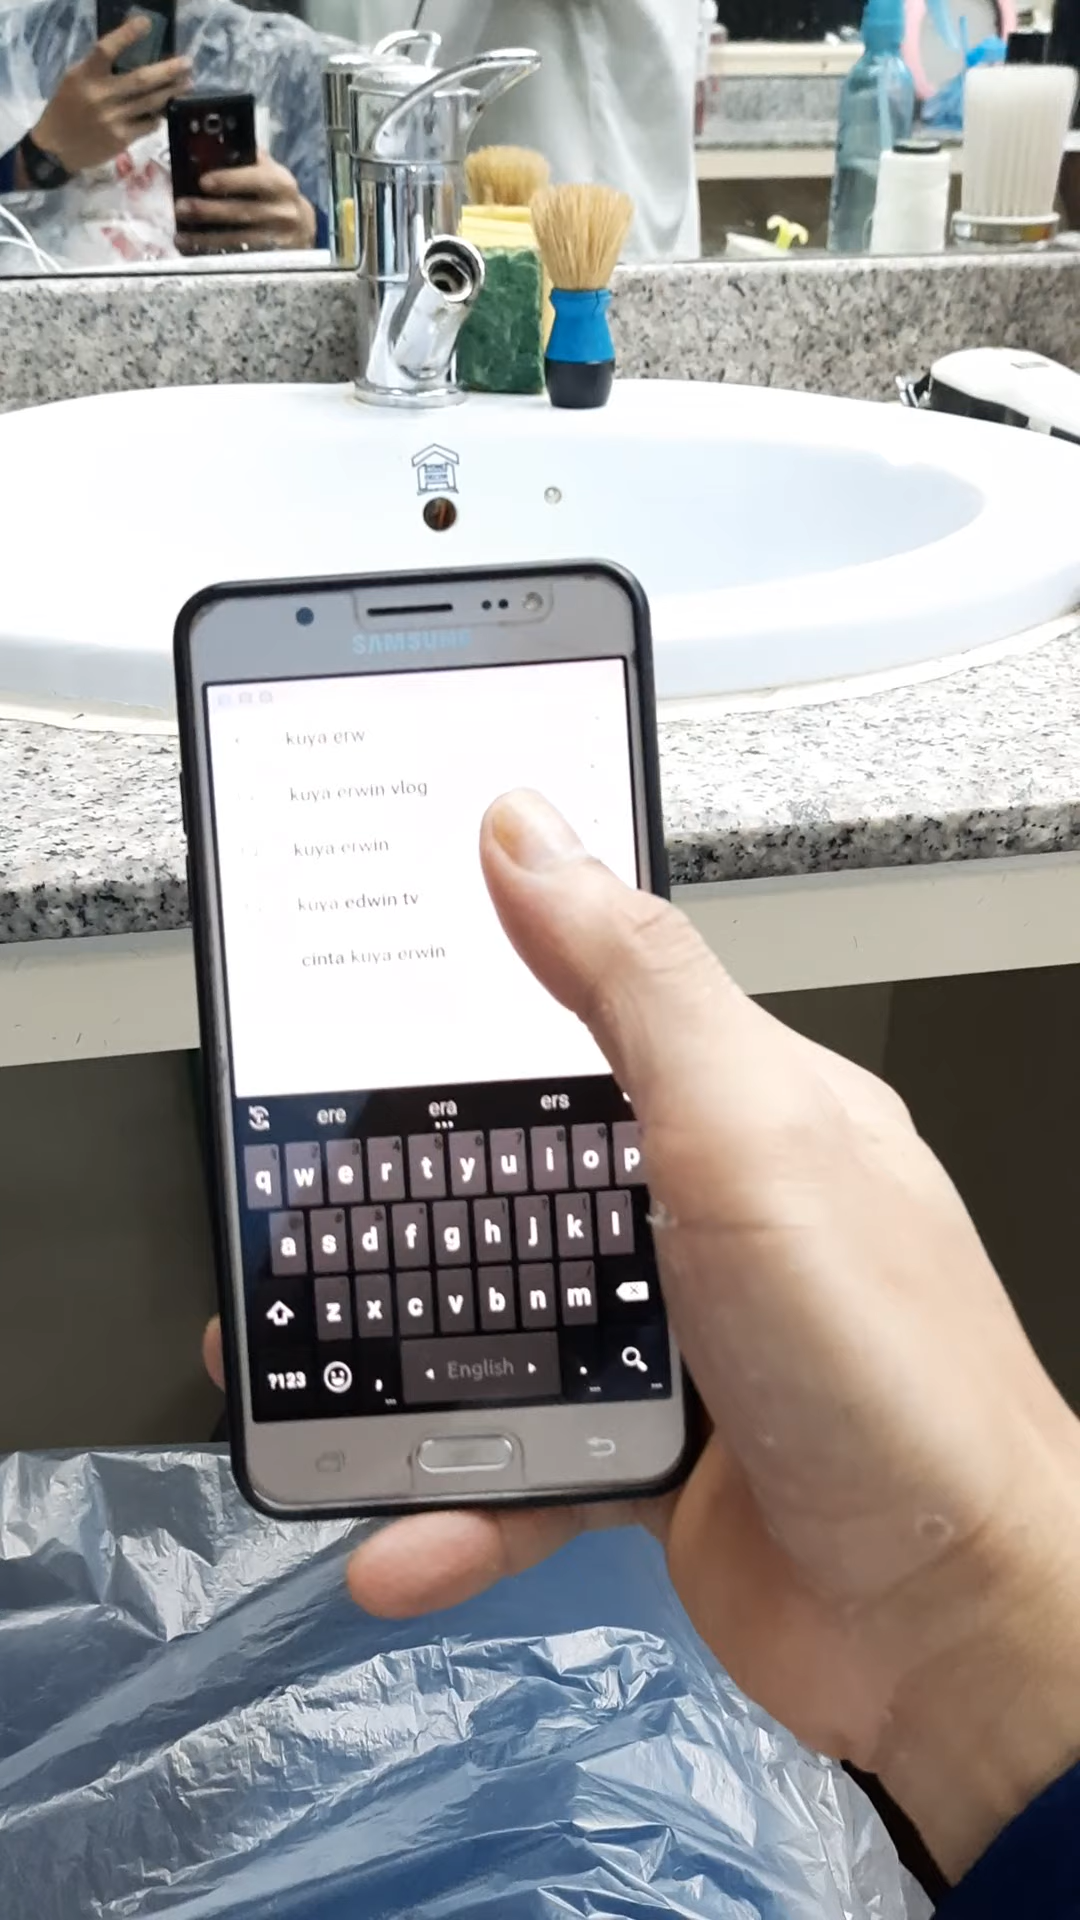 SAMSUNG
kuya erw
kuya erwin vlog
kuya erwin
kuya edwin tv
cinta kuya erwin
ere era ers
q w e r t y u i o p
a s d f g h j k l
z x c v b n m
?123 , English .